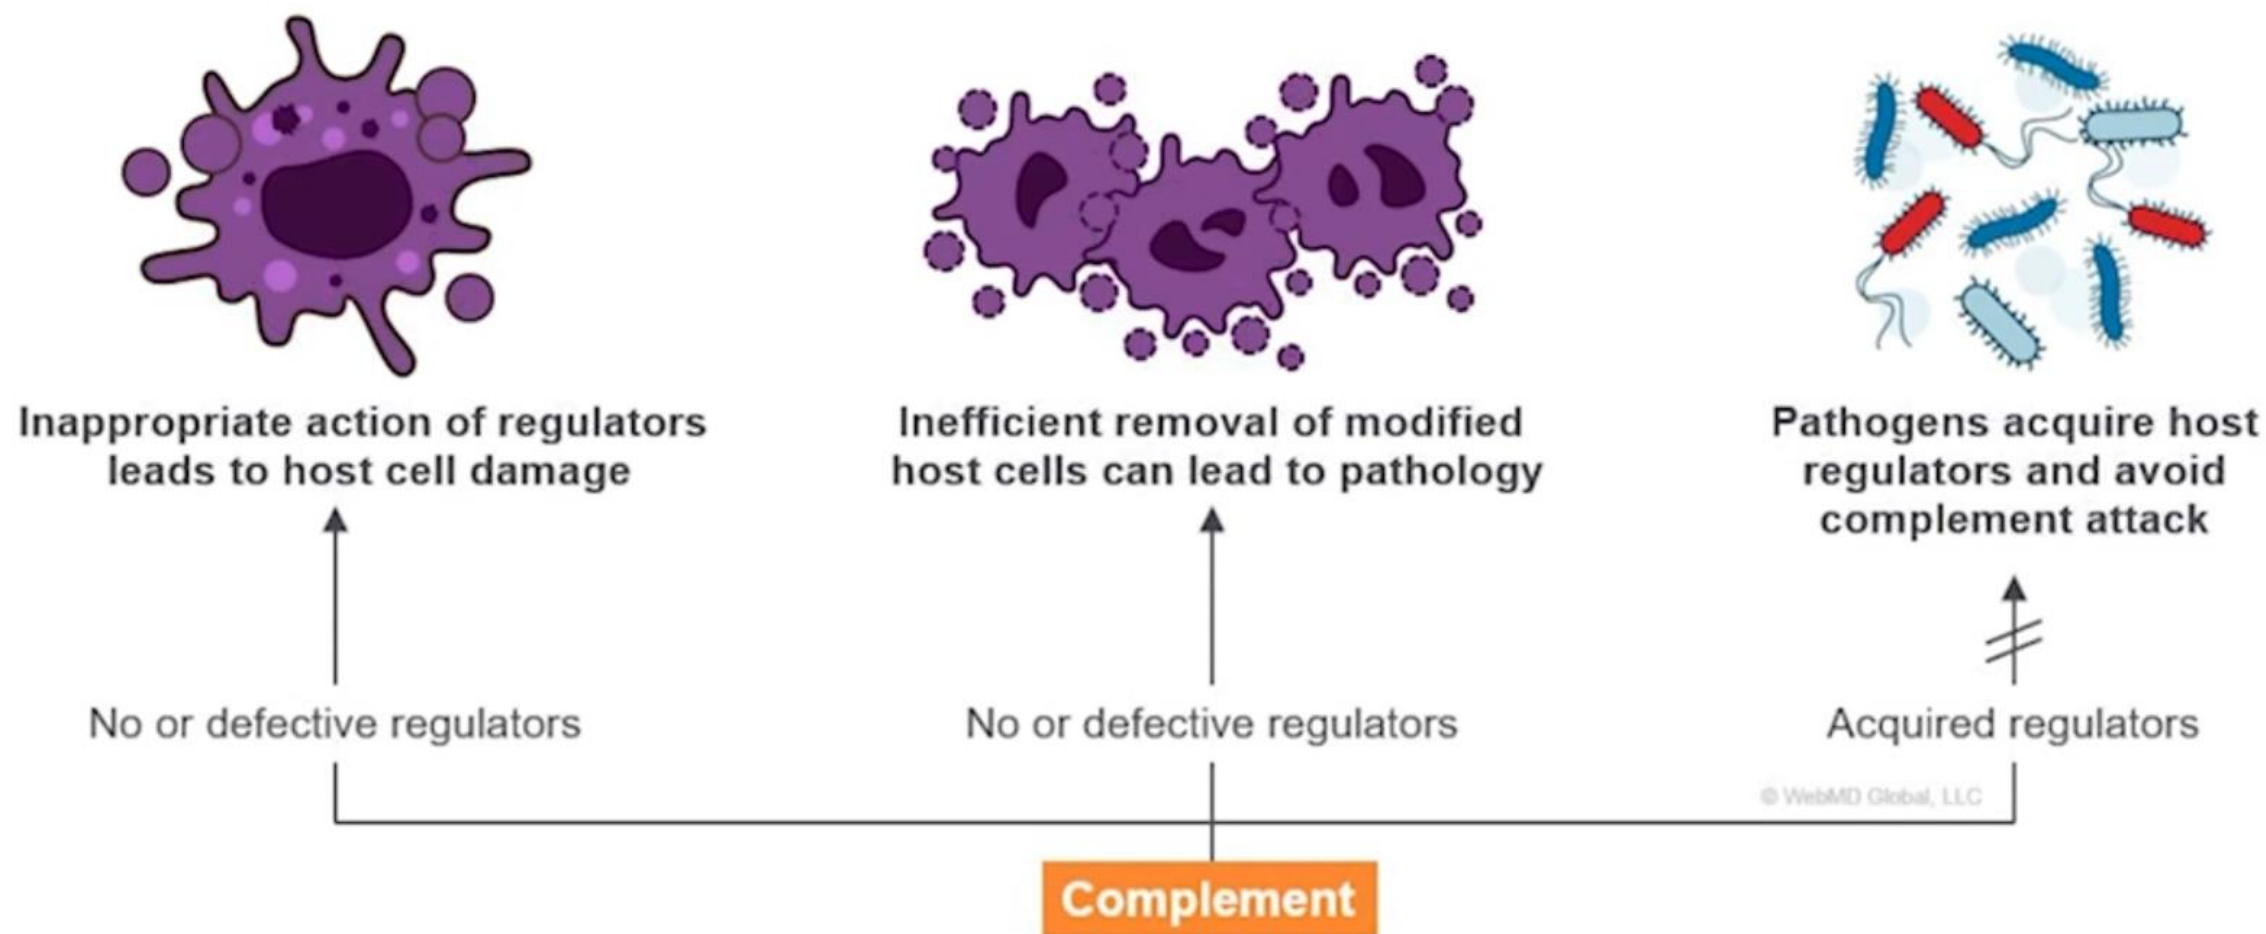 Inappropriate action of regulators
leads to host cell damage
Inefficient removal of modified
host cells can lead to pathology
Pathogens acquire host
regulators and avoid
complement attack
No or defective regulators
No or defective regulators
Acquired regulators
© WebMD Global, LLC
Complement